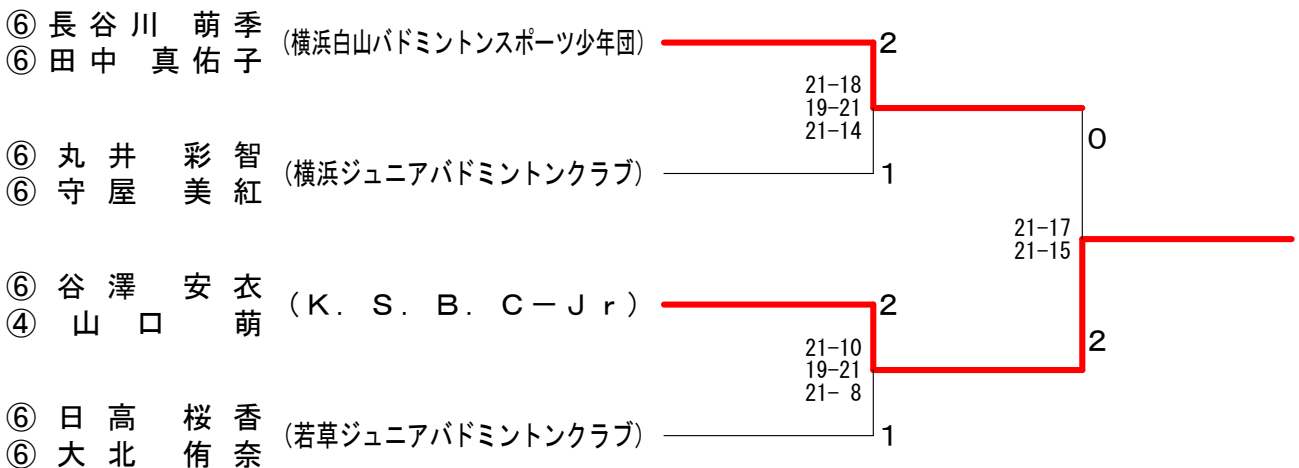 ⑥ 長谷川 萌季
⑥ 田中 真佑子
(横浜白山バドミントンスポーツ少年団)
2
21-18
19-21
21-14
0
⑥ 丸井 彩智
⑥ 守屋 美紅
(横浜ジュニアバドミントンクラブ)
1
21-17
21-15
⑥ 谷澤 安衣
④ 山口 萌
(K. S. B. C-Jr)
2
21-10
19-21
21- 8
2
⑥ 日高 桜香
⑥ 大北 侑奈
(若草ジュニアバドミントンクラブ)
1